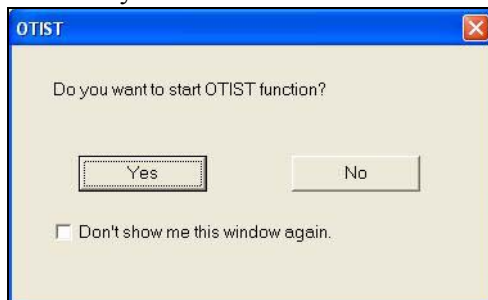 OTIST
Do you want to start OTIST function?
Yes No
Don't show me this window again.